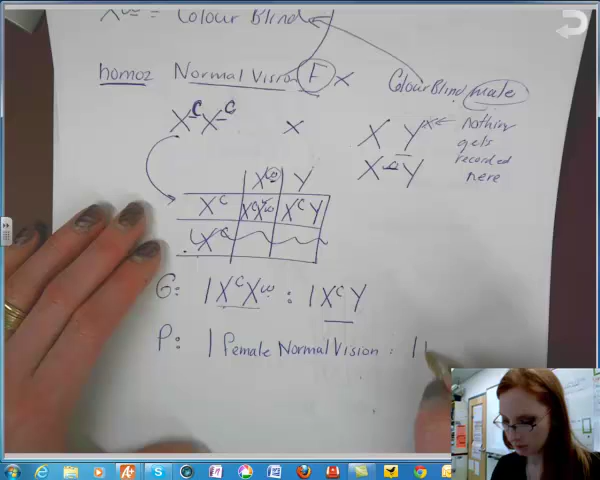 = Colour Blind
homoz Normal Vision F X Colour Blind male
X^C X^C X X Y^x ← Nothing
gets
X Y recorded
here
X Y
X^C X^C X X^C Y
X^C
G: 1 X^C X : 1 X^C Y
P: 1 Female Normal Vision : 1